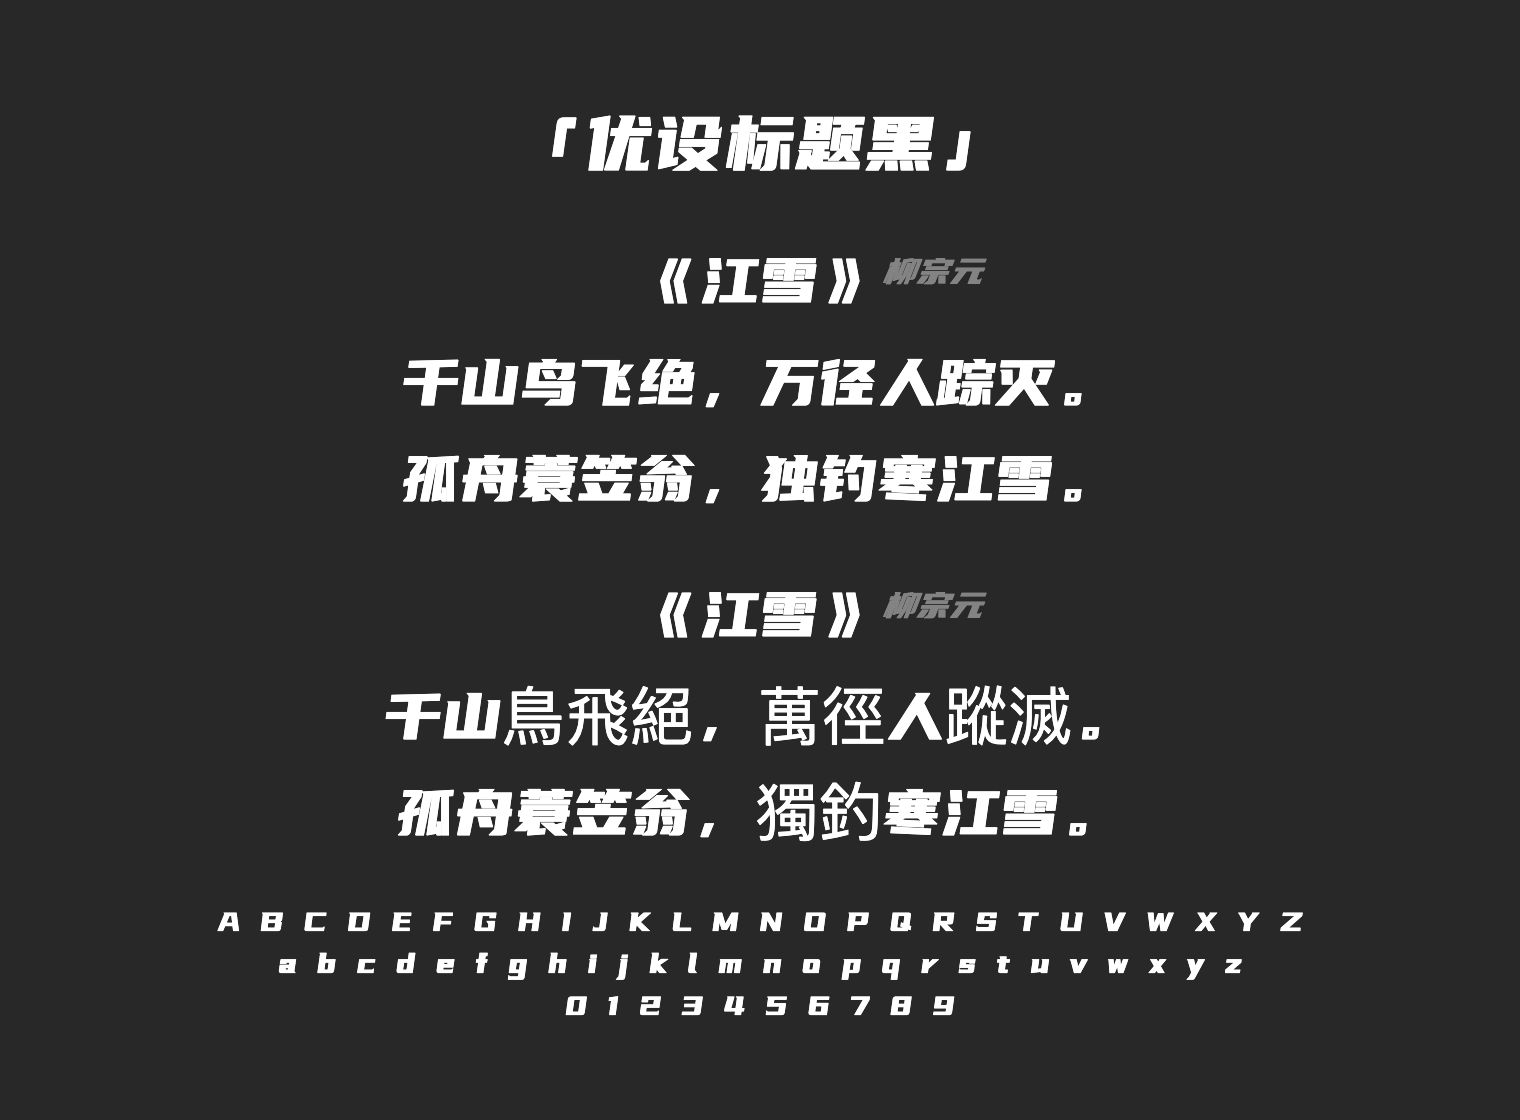 「优设标题黑」
《江雪》柳宗元
千山鸟飞绝，万径人踪灭。
孤舟蓑笠翁，独钓寒江雪。
《江雪》柳宗元
千山鳥飛絕，萬徑人蹤滅。
孤舟蓑笠翁，獨釣寒江雪。
A B C D E F G H I J K L M N O P Q R S T U V W X Y Z
a b c d e f g h i j k l m n o p q r s t u v w x y z
0 1 2 3 4 5 6 7 8 9